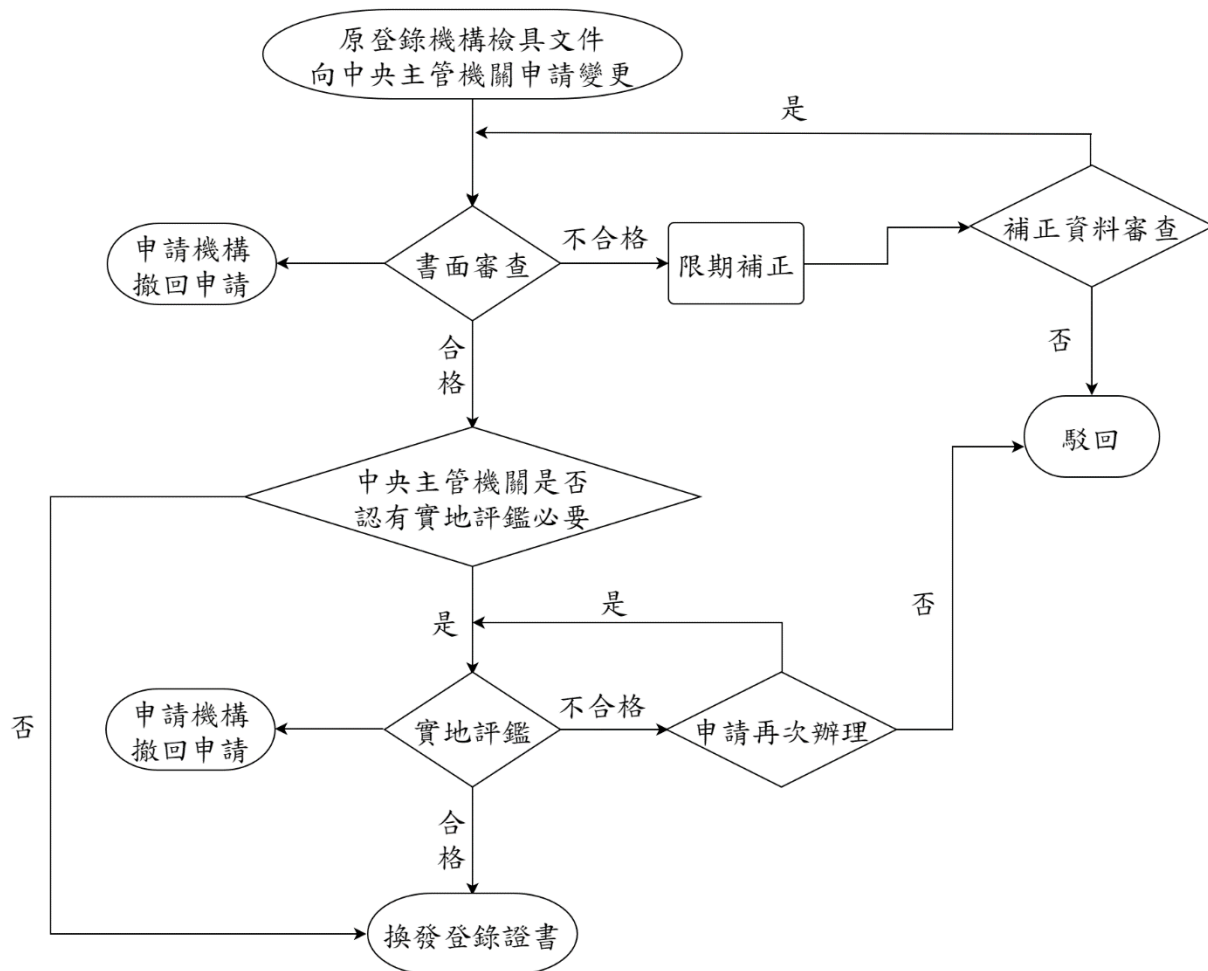 原登錄機構檢具文件
向中央主管機關申請變更
是
申請機構
撤回申請
書面審查
不合格
限期補正
補正資料審查
合
格
否
駁回
中央主管機關是否
認有實地評鑑必要
是
是
否
否
申請機構
撤回申請
實地評鑑
不合格
申請再次辦理
合
格
換發登錄證書